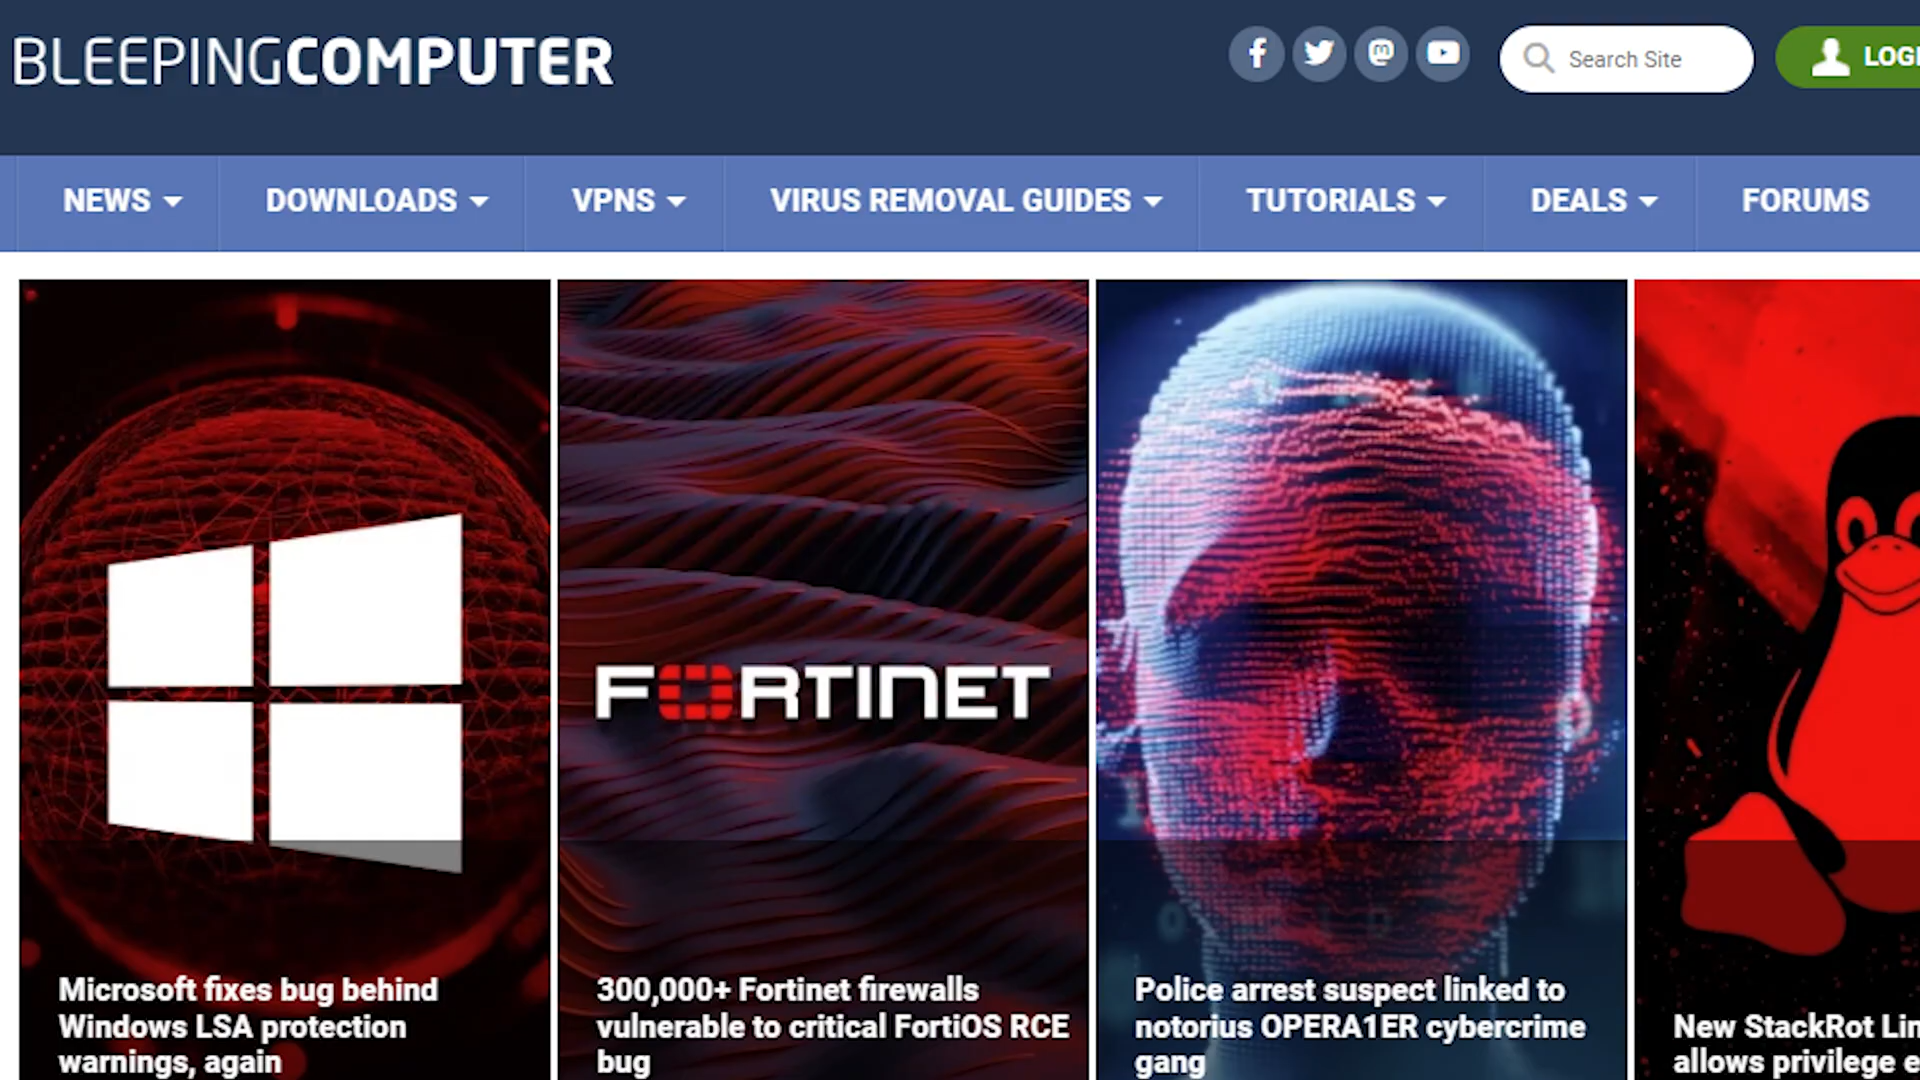 BLEEPINGCOMPUTER
Search Site
NEWS
DOWNLOADS
VPNS
VIRUS REMOVAL GUIDES
TUTORIALS
DEALS
FORUMS
FORTINET
Microsoft fixes bug behind
Windows LSA protection
warnings, again
300,000+ Fortinet firewalls
vulnerable to critical FortiOS RCE
bug
Police arrest suspect linked to
notorius OPERA1ER cybercrime
gang
New StackRot
allows privilege